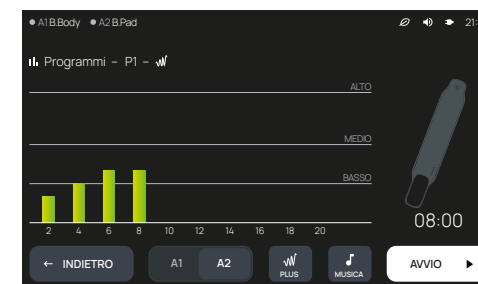 A1 B.Body A2 B.Pad 21:
Programmi – P1 –
ALTO
MEDIO
BASSO
2 4 6 8 10 12 14 16 18 20
08:00
← INDIETRO A1 A2 PLUS MUSICA AVVIO